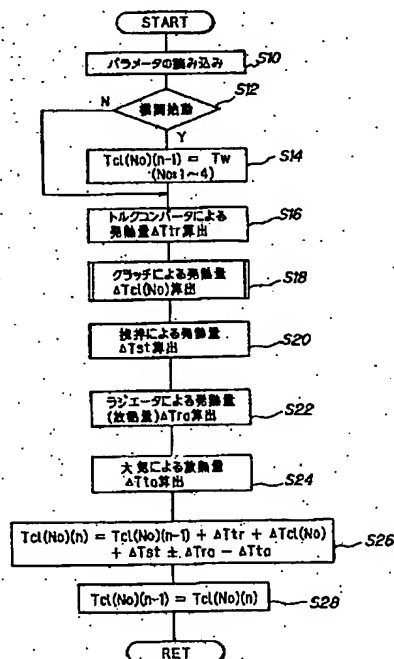 START
パラメータの読み込み
S10
S12
N
機関始動
Y
Tcl(No)(n-1) = Tw
(No=1~4)
S14
トルクコンバータによる
発熱量ΔTtr算出
S16
クラッチによる発熱量
ΔTcl(No)算出
S18
撹拌による発熱量
ΔTst算出
S20
ラジエータによる発熱量
(放熱量)ΔTra算出
S22
大気による放熱量
ΔTta算出
S24
Tcl(No)(n) = Tcl(No)(n-1) + ΔTtr + ΔTcl(No)
+ ΔTst ± ΔTra - ΔTta
S26
Tcl(No)(n-1) = Tcl(No)(n)
S28
RET